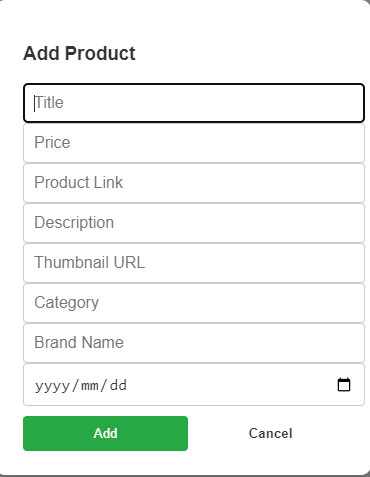 Add Product
Title
Price
Product Link
Description
Thumbnail URL
Category
Brand Name
yyyy/mm/dd
Add
Cancel